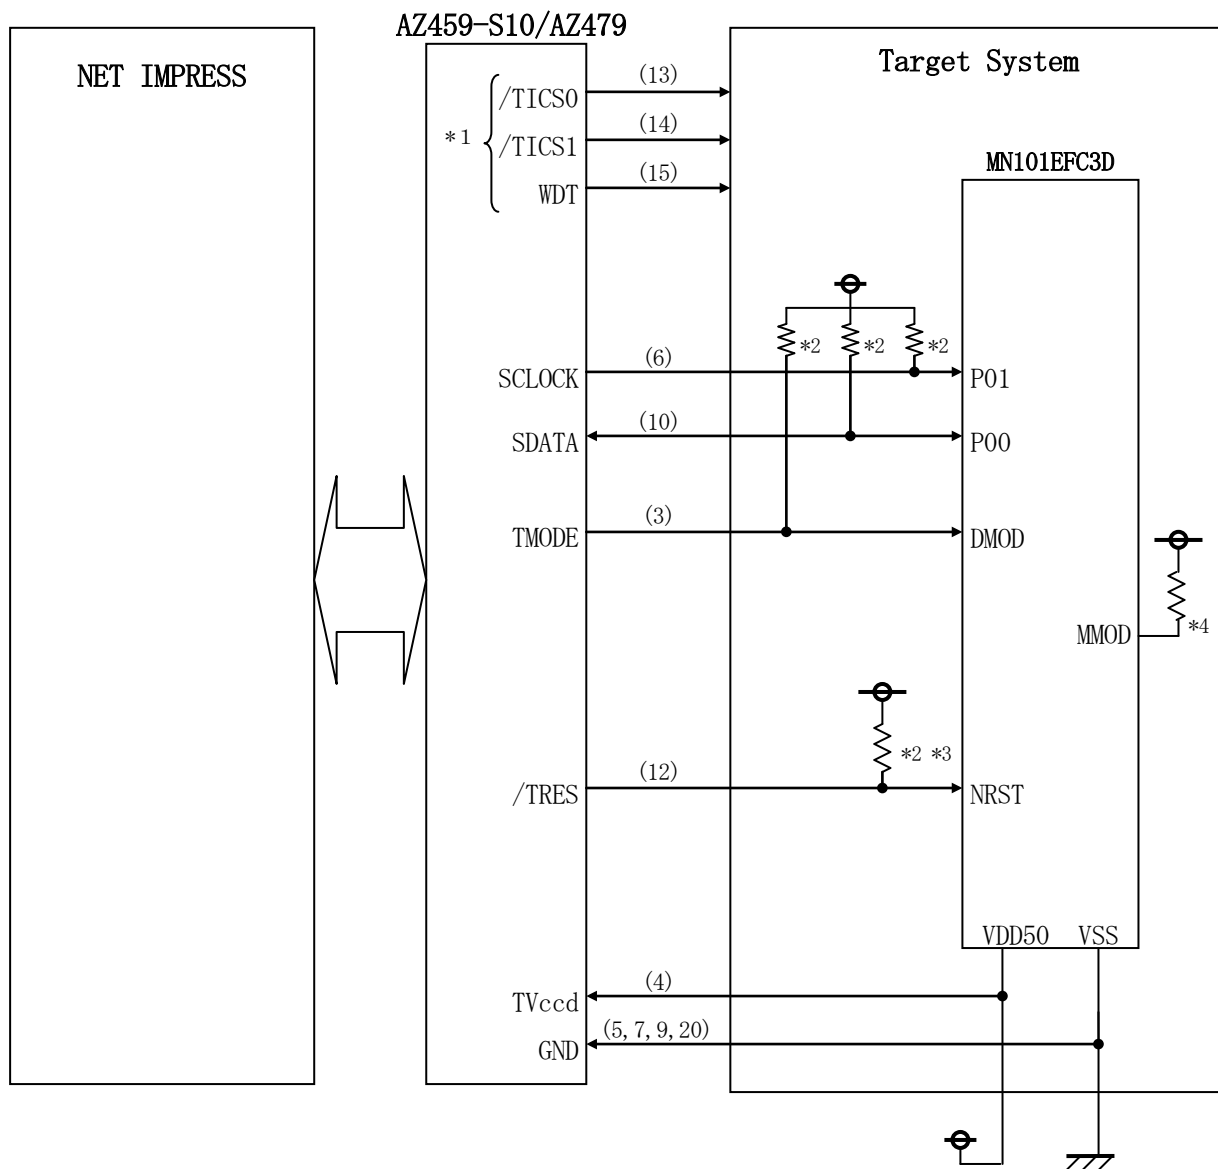 AZ459-S10/AZ479
NET IMPRESS
Target System
/TICS0
(13)
*1
/TICS1
(14)
WDT
(15)
MN101EFC3D
*2
*2
*2
SCLOCK
(6)
P01
SDATA
(10)
P00
TMODE
(3)
DMOD
MMOD
*4
*2 *3
/TRES
(12)
NRST
VDD50
VSS
TVccd
(4)
GND
(5, 7, 9, 20)